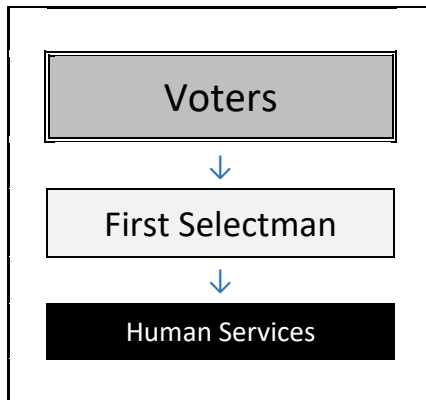 Voters
↓
First Selectman
↓
Human Services